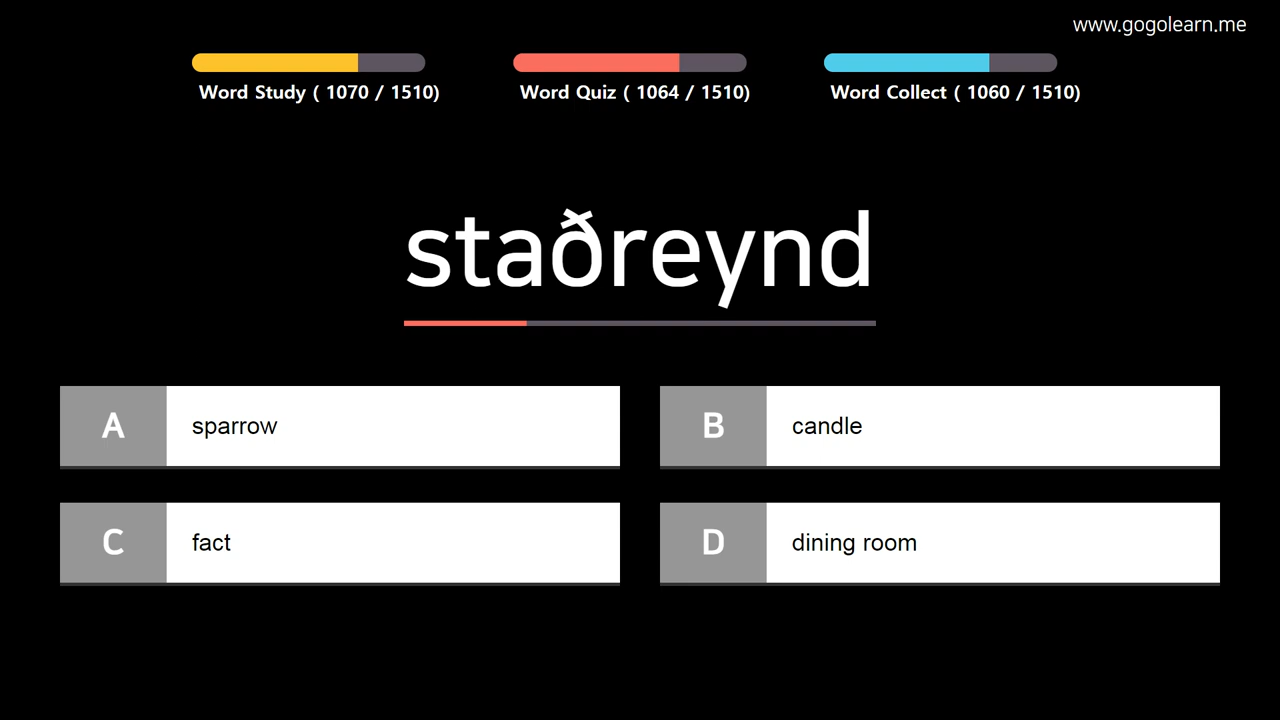 www.gogolearn.me
Word Study ( 1070 / 1510)
Word Quiz ( 1064 / 1510)
Word Collect ( 1060 / 1510)
staðreynd
A sparrow
B candle
C fact
D dining room